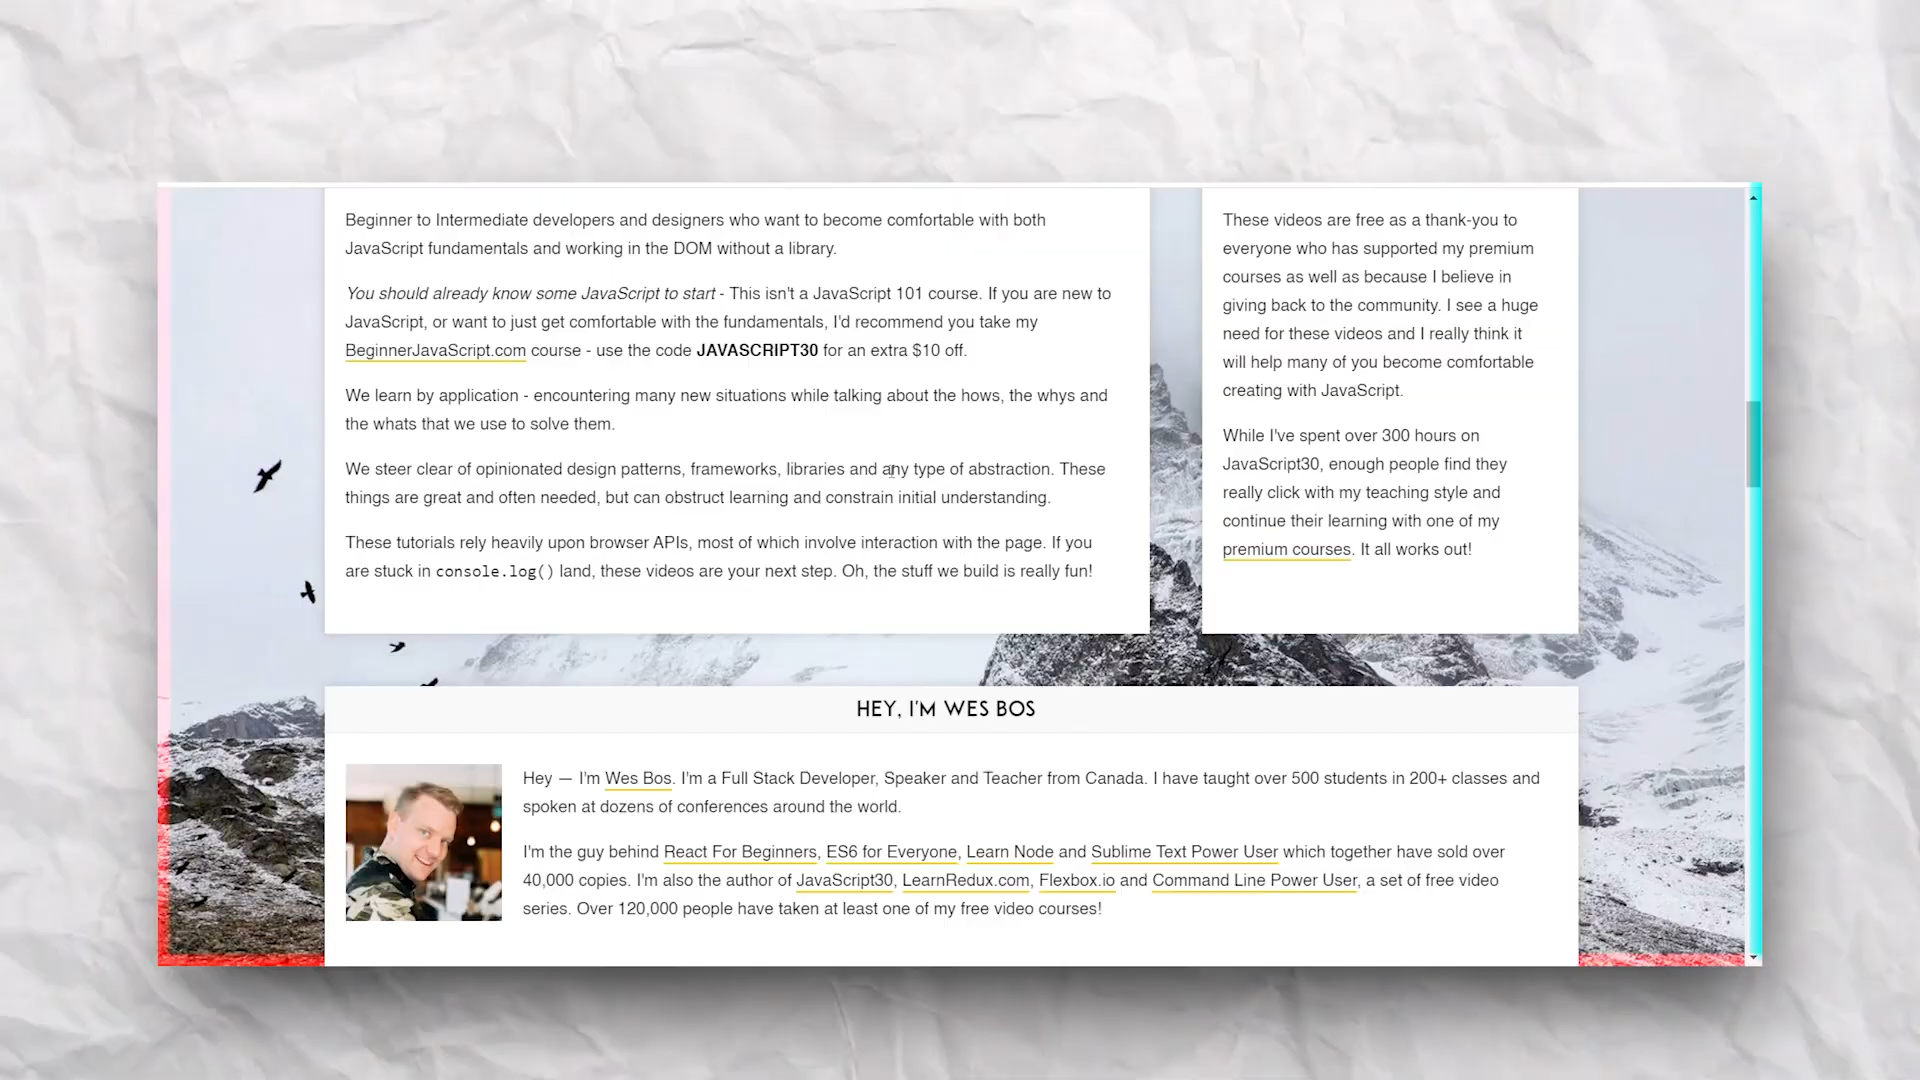 Beginner to Intermediate developers and designers who want to become comfortable with both
JavaScript fundamentals and working in the DOM without a library.
You should already know some JavaScript to start - This isn't a JavaScript 101 course. If you are new to
JavaScript, or want to just get comfortable with the fundamentals, I'd recommend you take my
BeginnerJavaScript.com course - use the code JAVASCRIPT30 for an extra $10 off.
We learn by application - encountering many new situations while talking about the hows, the whys and
the whats that we use to solve them.
We steer clear of opinionated design patterns, frameworks, libraries and any type of abstraction. These
things are great and often needed, but can obstruct learning and constrain initial understanding.
These tutorials rely heavily upon browser APIs, most of which involve interaction with the page. If you
are stuck in console.log() land, these videos are your next step. Oh, the stuff we build is really fun!
These videos are free as a thank-you to
everyone who has supported my premium
courses as well as because I believe in
giving back to the community. I see a huge
need for these videos and I really think it
will help many of you become comfortable
creating with JavaScript.
While I've spent over 300 hours on
JavaScript30, enough people find they
really click with my teaching style and
continue their learning with one of my
premium courses. It all works out!
HEY, I'M WES BOS
Hey — I'm Wes Bos. I'm a Full Stack Developer, Speaker and Teacher from Canada. I have taught over 500 students in 200+ classes and
spoken at dozens of conferences around the world.
I'm the guy behind React For Beginners, ES6 for Everyone, Learn Node and Sublime Text Power User which together have sold over
40,000 copies. I'm also the author of JavaScript30, LearnRedux.com, Flexbox.io and Command Line Power User, a set of free video
series. Over 120,000 people have taken at least one of my free video courses!